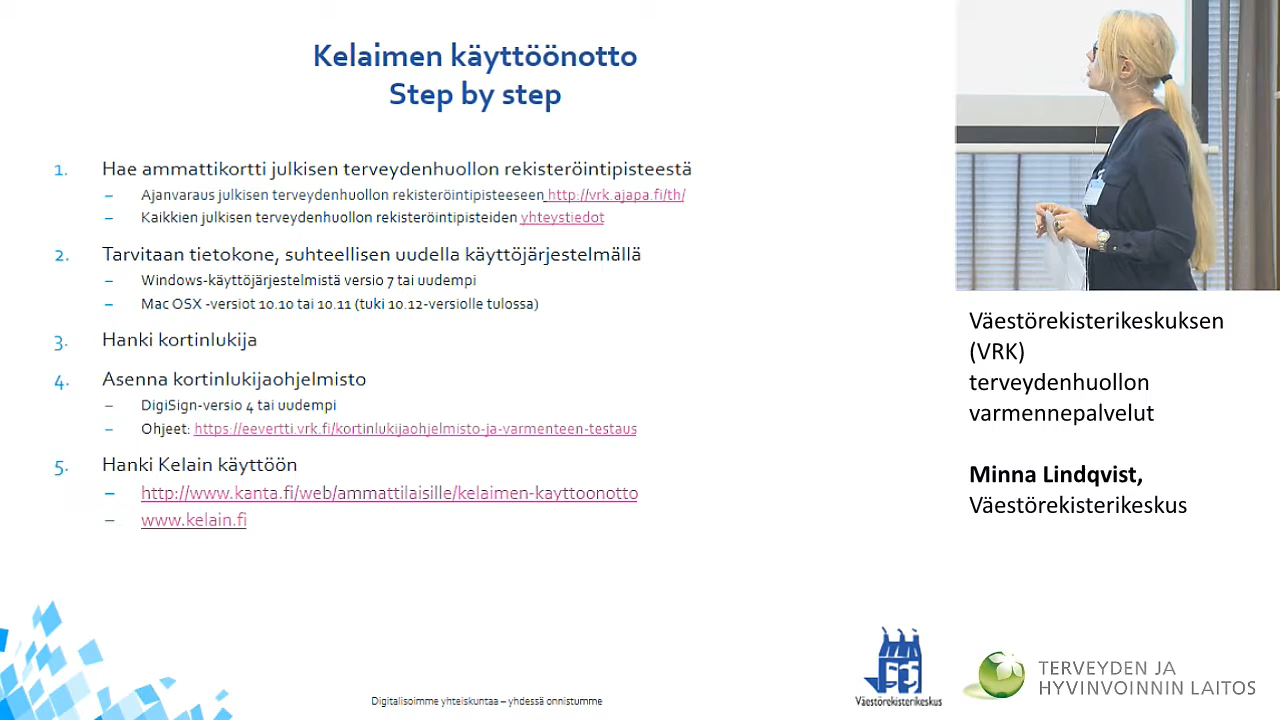 Kelaimen käyttöönotto
Step by step
1. Hae ammattikortti julkisen terveydenhuollon rekisteröintipisteestä
– Ajanvaraus julkisen terveydenhuollon rekisteröintipisteeseen http://vrk.ajapa.fi/th/
– Kaikkien julkisen terveydenhuollon rekisteröintipisteiden yhteystiedot
2. Tarvitaan tietokone, suhteellisen uudella käyttöjärjestelmällä
– Windows-käyttöjärjestelmistä versio 7 tai uudempi
– Mac OSX -versiot 10.10 tai 10.11 (tuki 10.12-versiolle tulossa)
3. Hanki kortinlukija
4. Asenna kortinlukijaohjelmisto
– DigiSign-versio 4 tai uudempi
– Ohjeet: https://eevertti.vrk.fi/kortinlukijaohjelmisto-ja-varmenteen-testaus
5. Hanki Kelain käyttöön
– http://www.kanta.fi/web/ammattilaisille/kelaimen-kayttoonotto
– www.kelain.fi
Väestörekisterikeskuksen
(VRK)
terveydenhuollon
varmennepalvelut
Minna Lindqvist,
Väestörekisterikeskus
Digitalisoimme yhteiskuntaa – yhdessä onnistumme
Väestörekisterikeskus
TERVEYDEN JA
HYVINVOINNIN LAITOS